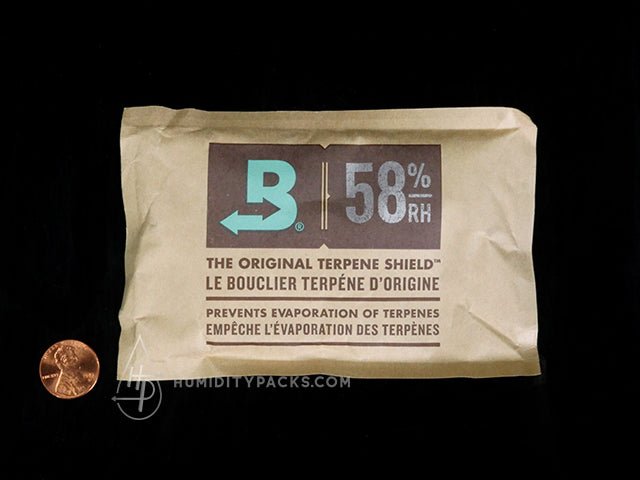 B®
58%
RH
THE ORIGINAL TERPENE SHIELD™
LE BOUCLIER TERPÉNE D'ORIGINE
PREVENTS EVAPORATION OF TERPENES
EMPÊCHE L'ÉVAPORATION DES TERPÈNES
HP HUMIDITYPACKS.COM